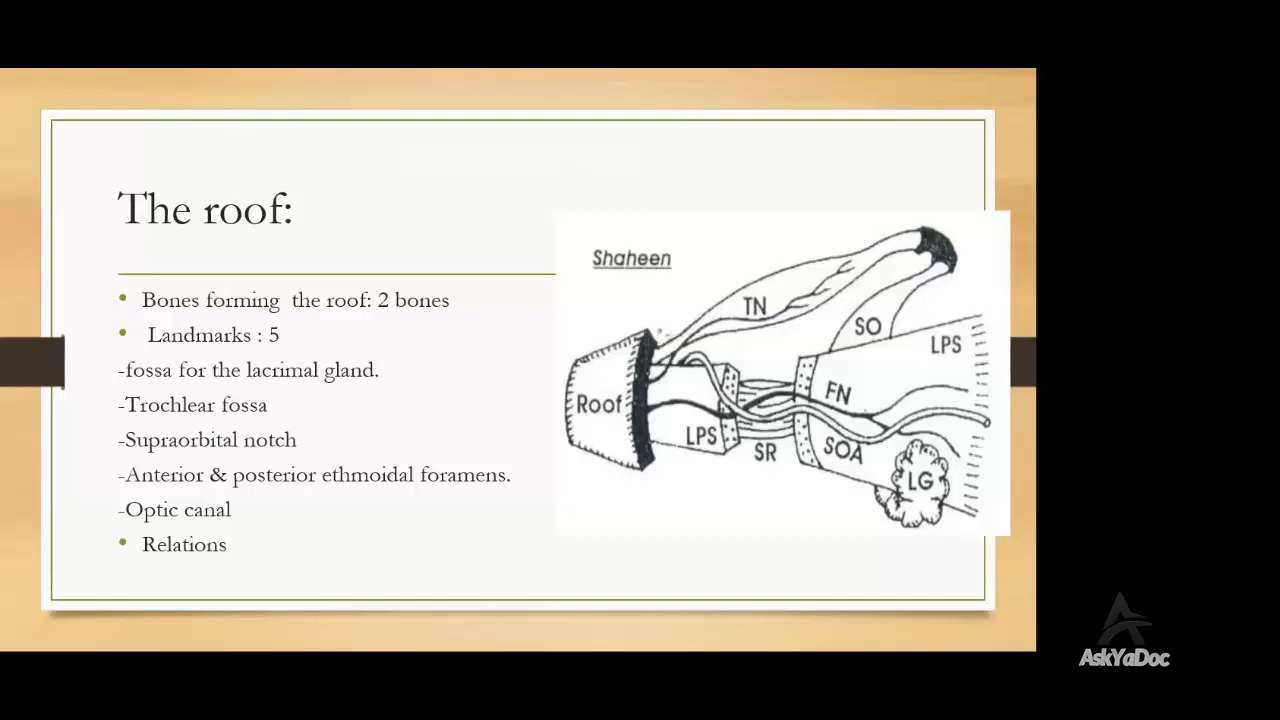 The roof:
Bones forming the roof: 2 bones
Landmarks : 5
-fossa for the lacrimal gland.
-Trochlear fossa
-Supraorbital notch
-Anterior & posterior ethmoidal foramens.
-Optic canal
Relations
Shaheen
TN
SO
LPS
FN
Roof
LPS
SR
SOA
LG
AskYaDoc